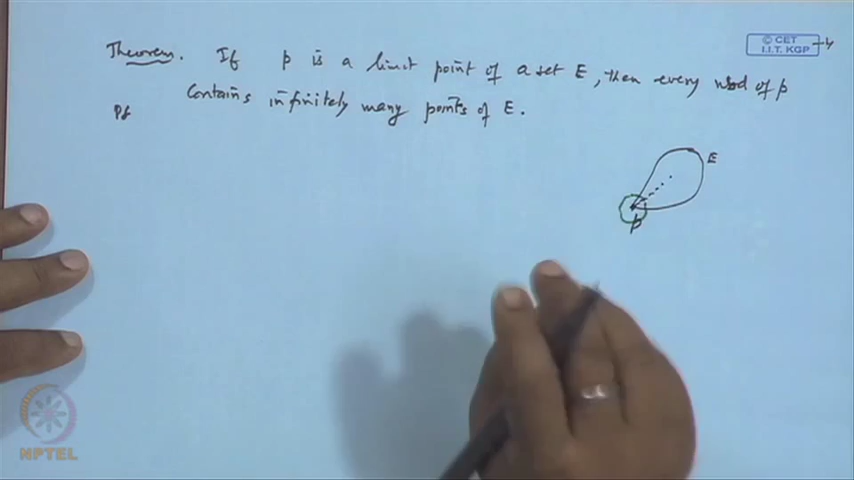 © CET
I.I.T. KGP
Theorem. If p is a limit point of a set E, then every nbd of p
Contains infinitely many points of E.
Pf
E
p
NPTEL